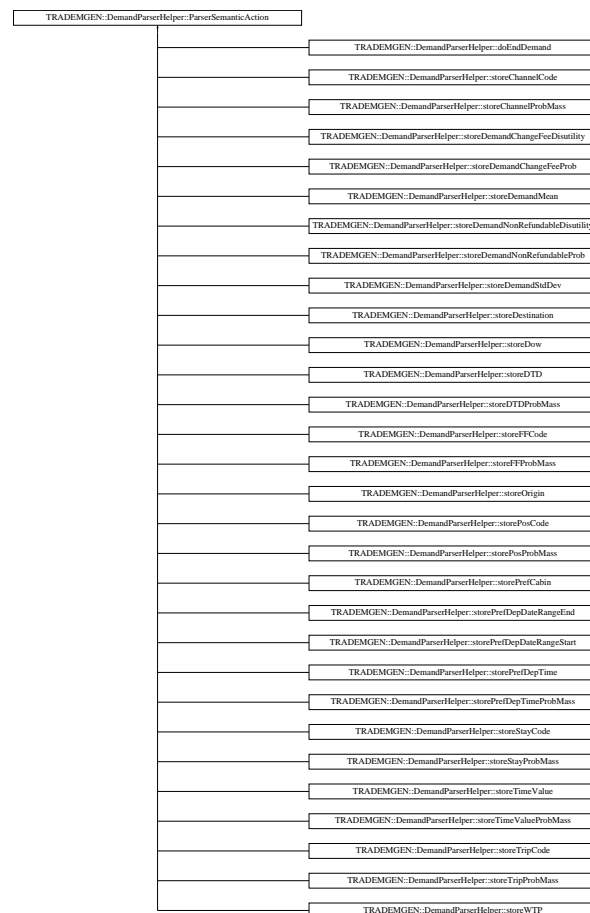 TRADEMGEN::DemandParserHelper::ParserSemanticAction
TRADEMGEN::DemandParserHelper::doEndDemand
TRADEMGEN::DemandParserHelper::storeChannelCode
TRADEMGEN::DemandParserHelper::storeChannelProbMass
TRADEMGEN::DemandParserHelper::storeDemandChangeFeeDisutility
TRADEMGEN::DemandParserHelper::storeDemandChangeFeeProb
TRADEMGEN::DemandParserHelper::storeDemandMean
TRADEMGEN::DemandParserHelper::storeDemandNonRefundableDisutility
TRADEMGEN::DemandParserHelper::storeDemandNonRefundableProb
TRADEMGEN::DemandParserHelper::storeDemandStdDev
TRADEMGEN::DemandParserHelper::storeDestination
TRADEMGEN::DemandParserHelper::storeDow
TRADEMGEN::DemandParserHelper::storeDTD
TRADEMGEN::DemandParserHelper::storeDTDProbMass
TRADEMGEN::DemandParserHelper::storeFFCode
TRADEMGEN::DemandParserHelper::storeFFProbMass
TRADEMGEN::DemandParserHelper::storeOrigin
TRADEMGEN::DemandParserHelper::storePosCode
TRADEMGEN::DemandParserHelper::storePosProbMass
TRADEMGEN::DemandParserHelper::storePrefCabin
TRADEMGEN::DemandParserHelper::storePrefDepDateRangeEnd
TRADEMGEN::DemandParserHelper::storePrefDepDateRangeStart
TRADEMGEN::DemandParserHelper::storePrefDepTime
TRADEMGEN::DemandParserHelper::storePrefDepTimeProbMass
TRADEMGEN::DemandParserHelper::storeStayCode
TRADEMGEN::DemandParserHelper::storeStayProbMass
TRADEMGEN::DemandParserHelper::storeTimeValue
TRADEMGEN::DemandParserHelper::storeTimeValueProbMass
TRADEMGEN::DemandParserHelper::storeTripCode
TRADEMGEN::DemandParserHelper::storeTripProbMass
TRADEMGEN::DemandParserHelper::storeWTP